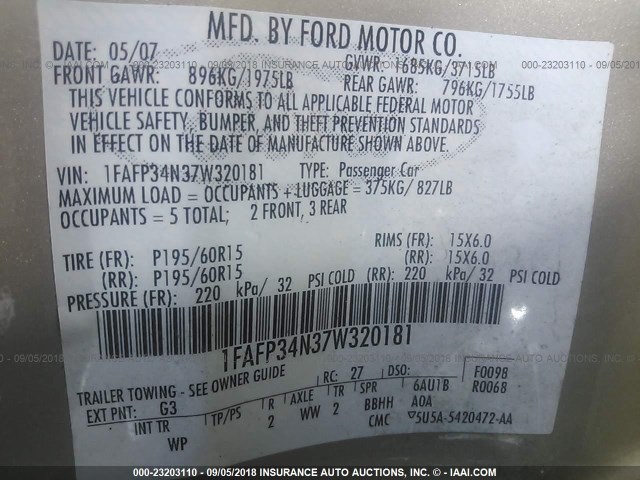 MFD. BY FORD MOTOR CO.
DATE: 05/07 GVWR: 1685KG/3715LB
FRONT GAWR: 896KG/1975LB REAR GAWR: 796KG/1755LB
THIS VEHICLE CONFORMS TO ALL APPLICABLE FEDERAL MOTOR
VEHICLE SAFETY, BUMPER, AND THEFT PREVENTION STANDARDS
IN EFFECT ON THE DATE OF MANUFACTURE SHOWN ABOVE.
VIN: 1FAFP34N37W320181 TYPE: Passenger Car
MAXIMUM LOAD = OCCUPANTS + LUGGAGE = 375KG/ 827LB
OCCUPANTS = 5 TOTAL; 2 FRONT, 3 REAR
TIRE (FR): P195/60R15 RIMS (FR): 15X6.0
(RR): P195/60R15 (RR): 15X6.0
PRESSURE (FR): 220 kPa/ 32 PSI COLD (RR): 220 kPa/ 32 PSI COLD
1FAFP34N37W320181
TRAILER TOWING - SEE OWNER GUIDE RC: 27 DSO: F0098
EXT PNT: G3 6AU1B R0068
INT TR TP/PS R AXLE TR SPR A0A
WP 2 WW 2 BBHH CMC ▽5U5A-5420472-AA
000-23203110 - 09/05/2018 - INSURANCE AUTO AUCTIONS, INC. - IAAI.COM